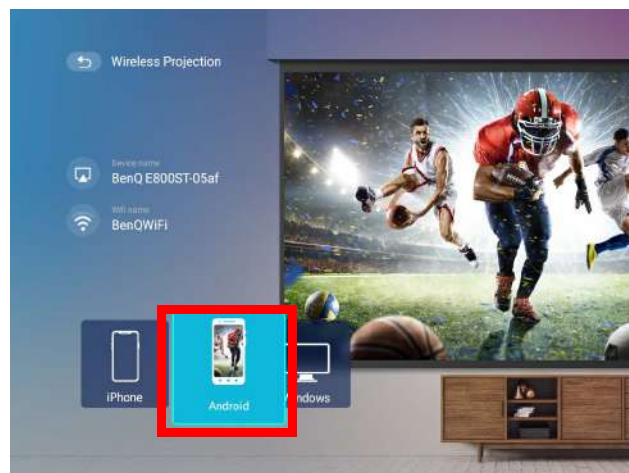 Wireless Projection
Device name
BenQ E800ST-05af
Wifi name
BenQWiFi
iPhone
Android
Windows